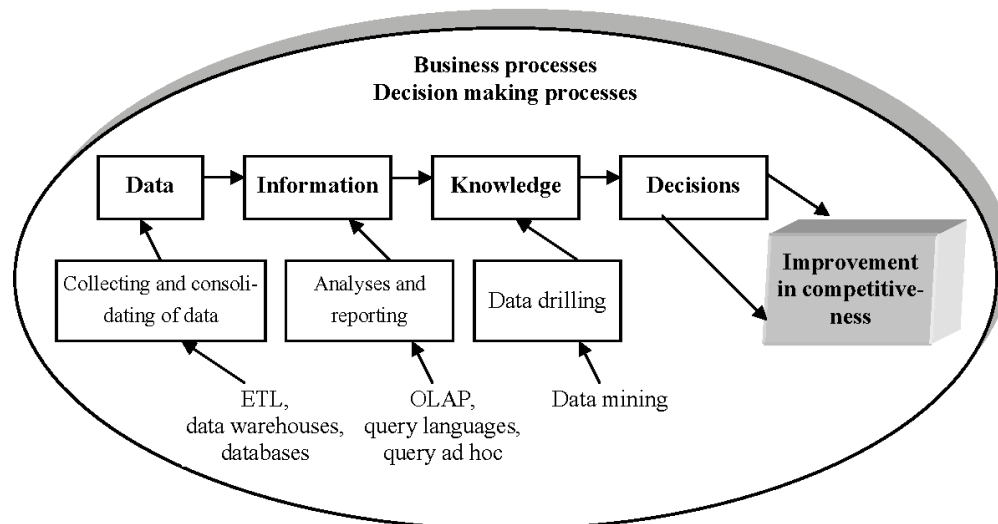 Business processes
Decision making processes
Data
Information
Knowledge
Decisions
Improvement
in competitive-
ness
Collecting and consoli-
dating of data
Analyses and
reporting
Data drilling
ETL,
data warehouses,
databases
OLAP,
query languages,
query ad hoc
Data mining